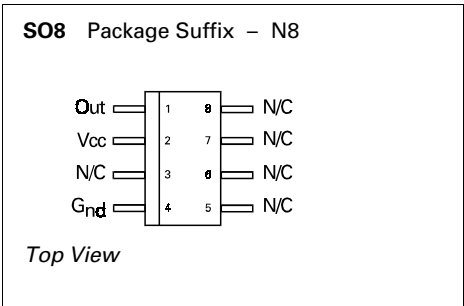 SO8 Package Suffix – N8
Out 1 8 N/C
Vcc 2 7 N/C
N/C 3 6 N/C
Gnd 4 5 N/C
Top View